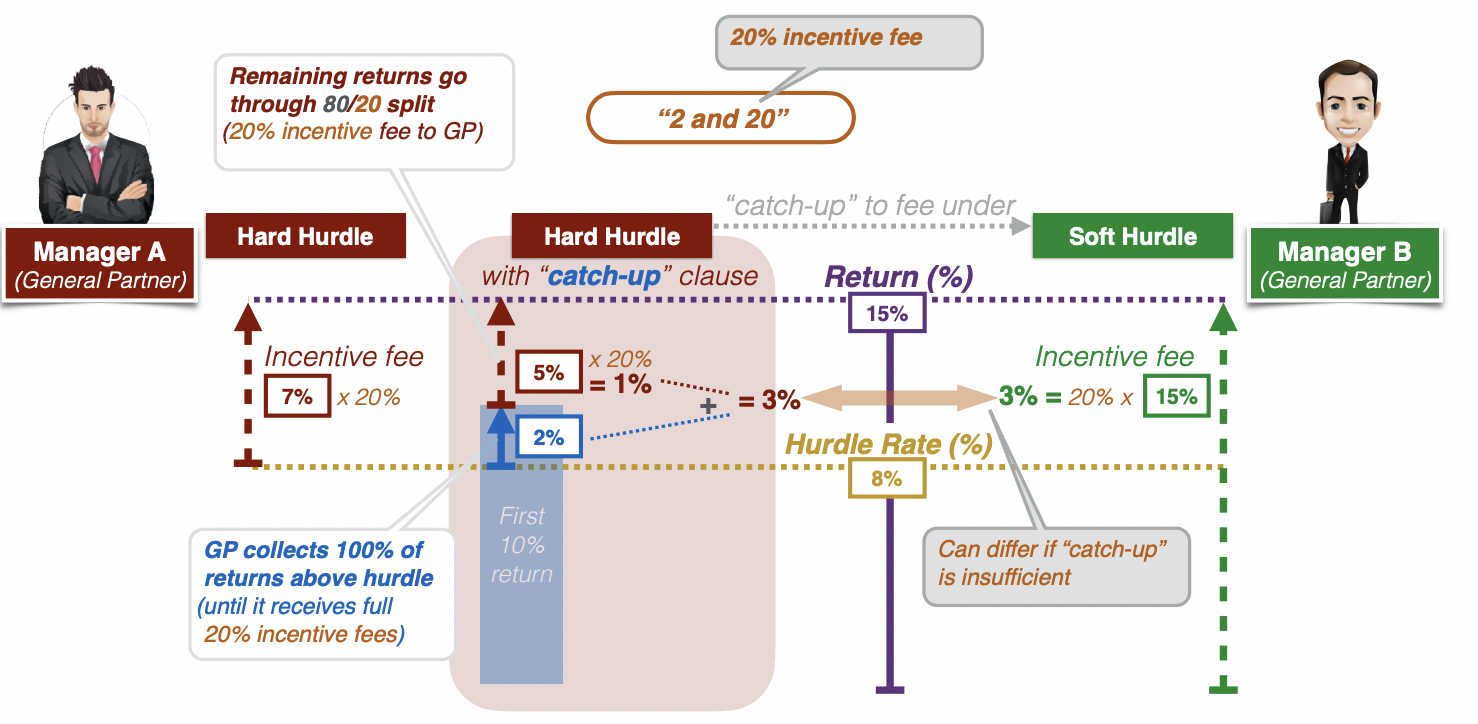 20% incentive fee
Remaining returns go
through 80/20 split
(20% incentive fee to GP)
“2 and 20”
“catch-up” to fee under
Hard Hurdle
Hard Hurdle
Soft Hurdle
Manager A
(General Partner)
Manager B
(General Partner)
with “catch-up” clause
Return (%)
15%
Incentive fee
7% x 20%
5% x 20%
= 1%
+
= 3%
2%
Incentive fee
3% = 20% x 15%
Hurdle Rate (%)
8%
First
10%
return
GP collects 100% of
returns above hurdle
(until it receives full
20% incentive fees)
Can differ if “catch-up”
is insufficient